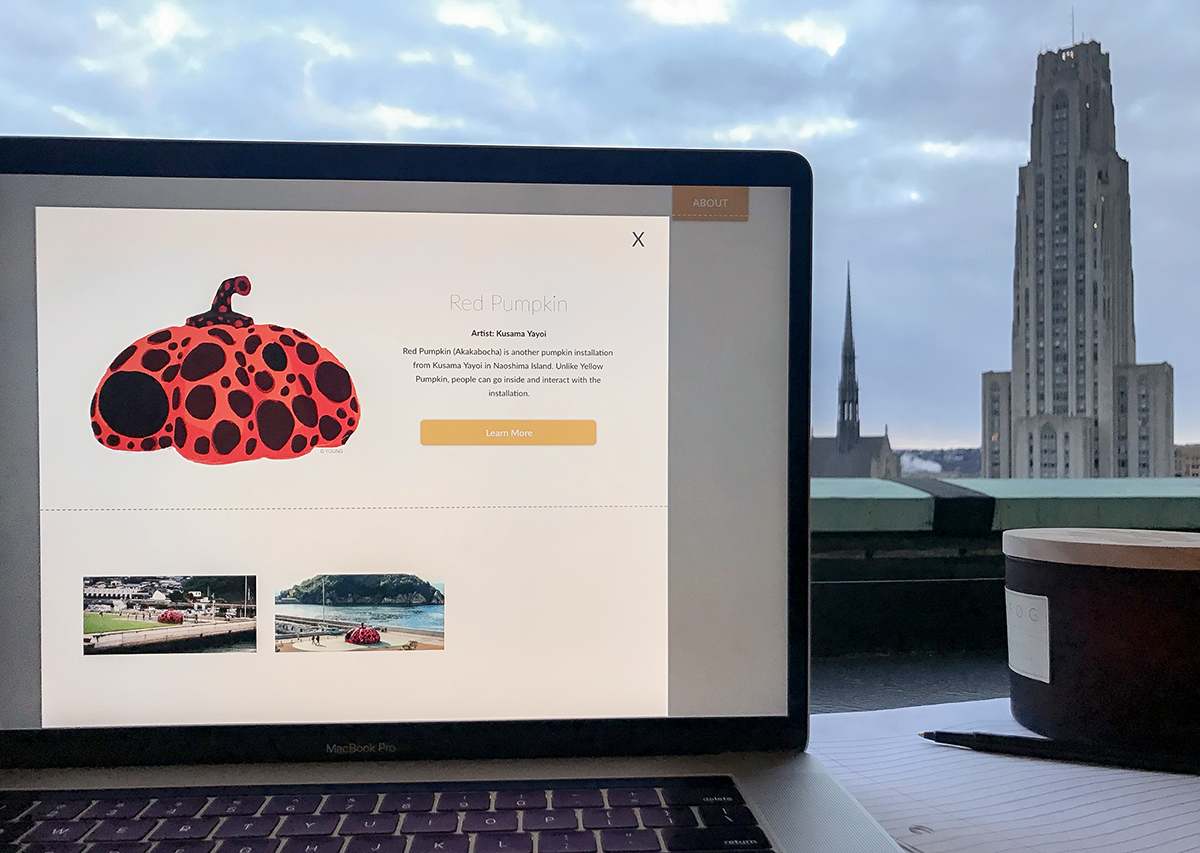 ABOUT
X
Red Pumpkin
Artist: Kusama Yayoi
Red Pumpkin (Akakabocha) is another pumpkin installation
from Kusama Yayoi in Naoshima Island. Unlike Yellow
Pumpkin, people can go inside and interact with the
installation.
Learn More
© YOUNG
FOG
MacBook Pro
delete
W E R T Y U I O P
return
J K L